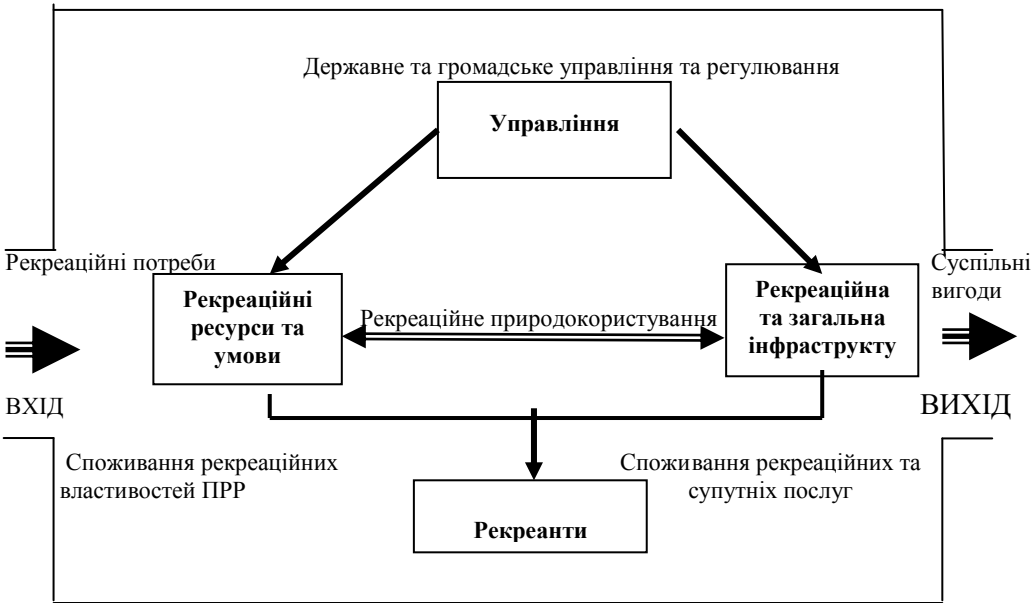 Державне та громадське управління та регулювання
Управління
Рекреаційні потреби
Суспільні
вигоди
Рекреаційні
ресурси та
умови
Рекреаційне природокористування
Рекреаційна
та загальна
інфраструкту
ВХІД
ВИХІД
Споживання рекреаційних
властивостей ПРР
Споживання рекреаційних та
супутніх послуг
Рекреанти